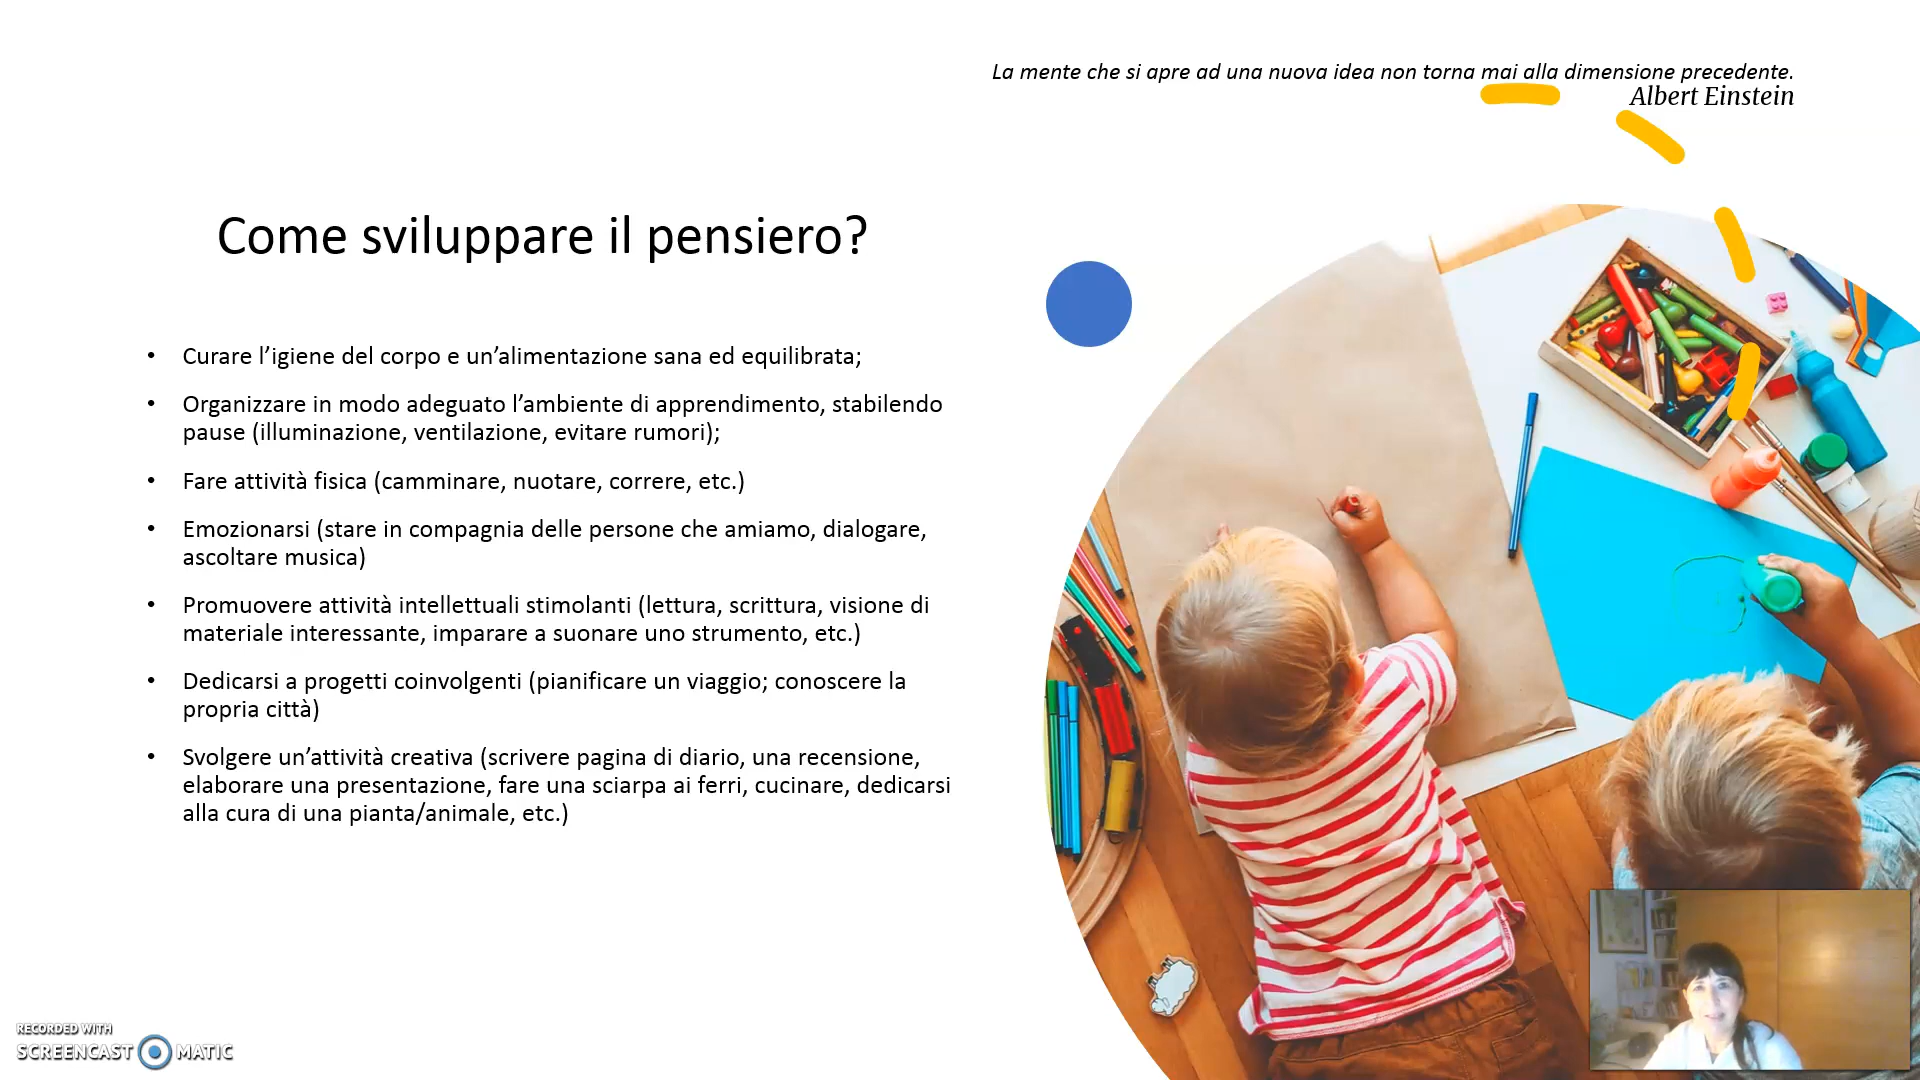 La mente che si apre ad una nuova idea non torna mai alla dimensione precedente.
Albert Einstein
Come sviluppare il pensiero?
• Curare l’igiene del corpo e un’alimentazione sana ed equilibrata;
• Organizzare in modo adeguato l’ambiente di apprendimento, stabilendo
pause (illuminazione, ventilazione, evitare rumori);
• Fare attività fisica (camminare, nuotare, correre, etc.)
• Emozionarsi (stare in compagnia delle persone che amiamo, dialogare,
ascoltare musica)
• Promuovere attività intellettuali stimolanti (lettura, scrittura, visione di
materiale interessante, imparare a suonare uno strumento, etc.)
• Dedicarsi a progetti coinvolgenti (pianificare un viaggio; conoscere la
propria città)
• Svolgere un’attività creativa (scrivere pagina di diario, una recensione,
elaborare una presentazione, fare una sciarpa ai ferri, cucinare, dedicarsi
alla cura di una pianta/animale, etc.)
RECORDED WITH
SCREENCAST MATIC